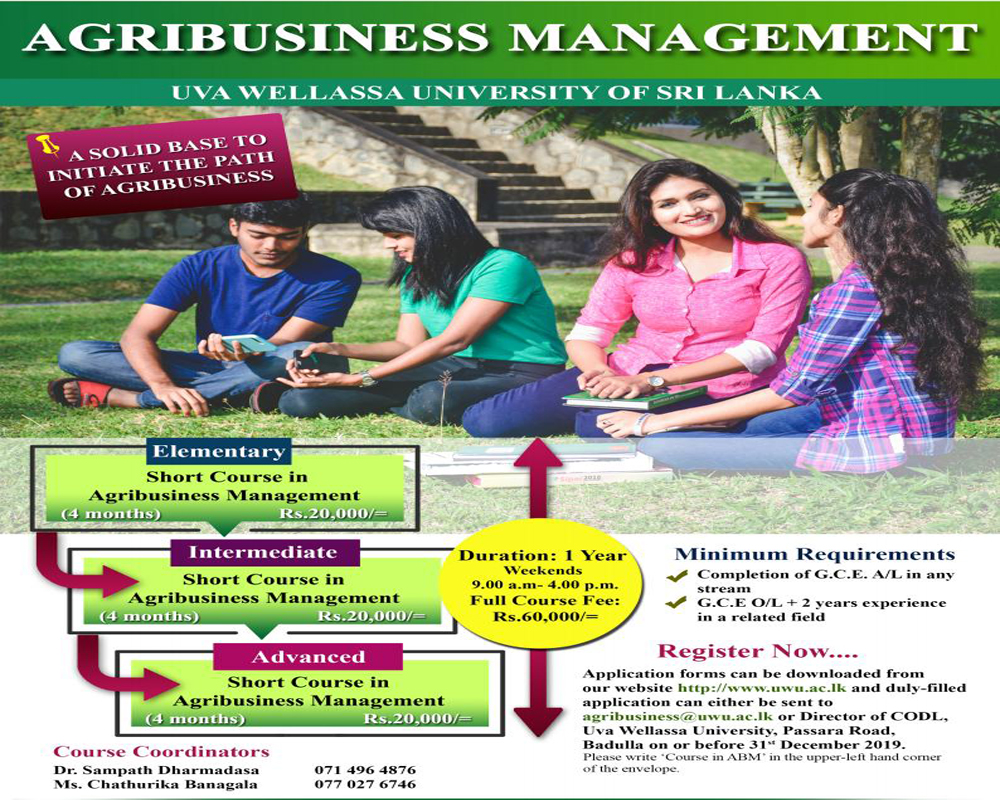 AGRIBUSINESS MANAGEMENT
UVA WELLASSA UNIVERSITY OF SRI LANKA
A SOLID BASE TO
INITIATE THE PATH
OF AGRIBUSINESS
Elementary
Short Course in
Agribusiness Management
(4 months) Rs.20,000/=
Intermediate
Short Course in
Agribusiness Management
(4 months) Rs.20,000/=
Advanced
Short Course in
Agribusiness Management
(4 months) Rs.20,000/=
Duration: 1 Year
Weekends
9.00 a.m- 4.00 p.m.
Full Course Fee:
Rs.60,000/=
Minimum Requirements
Completion of G.C.E. A/L in any
stream
G.C.E O/L + 2 years experience
in a related field
Register Now....
Application forms can be downloaded from
our website http://www.uwu.ac.lk and duly-filled
application can either be sent to
agribusiness@uwu.ac.lk or Director of CODL,
Uva Wellassa University, Passara Road,
Badulla on or before 31st December 2019.
Please write ‘Course in ABM’ in the upper-left hand corner
of the envelope.
Course Coordinators
Dr. Sampath Dharmadasa 071 496 4876
Ms. Chathurika Banagala 077 027 6746